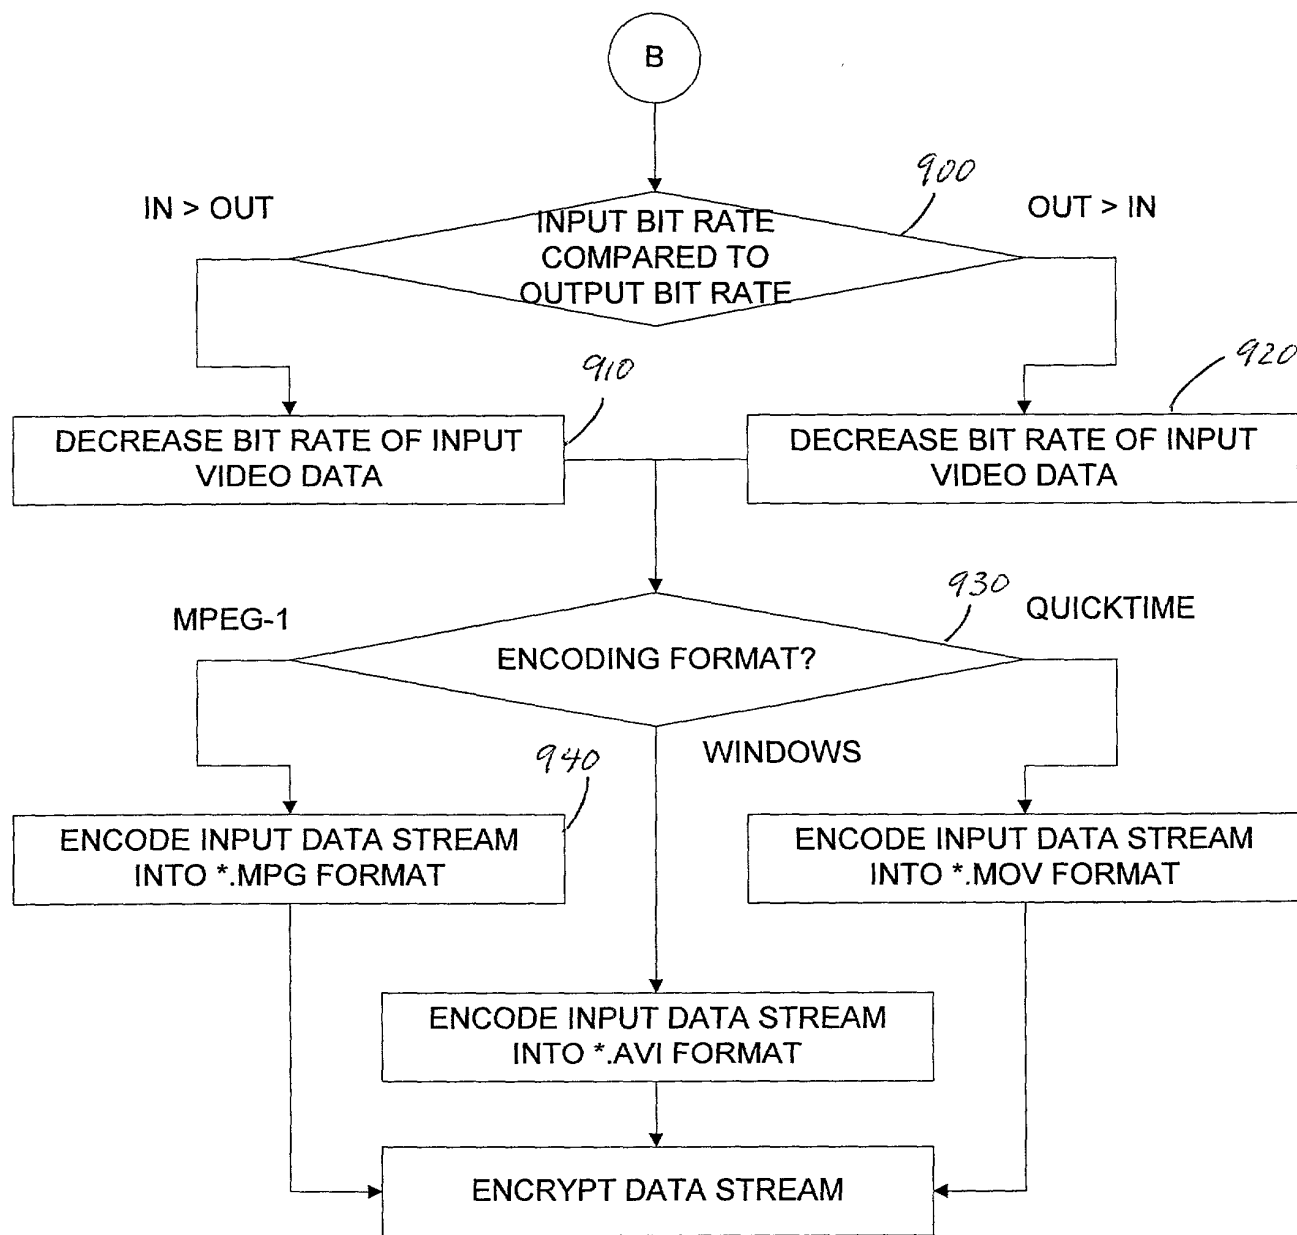 B
900
IN > OUT
OUT > IN
INPUT BIT RATE
COMPARED TO
OUTPUT BIT RATE
910
920
DECREASE BIT RATE OF INPUT
VIDEO DATA
DECREASE BIT RATE OF INPUT
VIDEO DATA
930
MPEG-1
QUICKTIME
ENCODING FORMAT?
WINDOWS
940
ENCODE INPUT DATA STREAM
INTO *.MPG FORMAT
ENCODE INPUT DATA STREAM
INTO *.MOV FORMAT
ENCODE INPUT DATA STREAM
INTO *.AVI FORMAT
ENCRYPT DATA STREAM